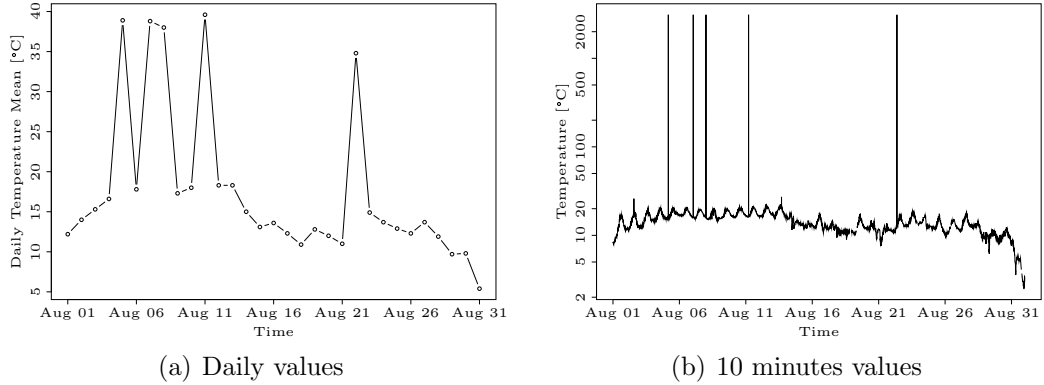 Daily Temperature Mean [°C]
40
35
30
25
20
15
10
5
Aug 01 Aug 06 Aug 11 Aug 16 Aug 21 Aug 26 Aug 31
Time
(a) Daily values
Temperature [°C]
2000
500
200
100
50
20
10
5
2
Aug 01 Aug 06 Aug 11 Aug 16 Aug 21 Aug 26 Aug 31
Time
(b) 10 minutes values